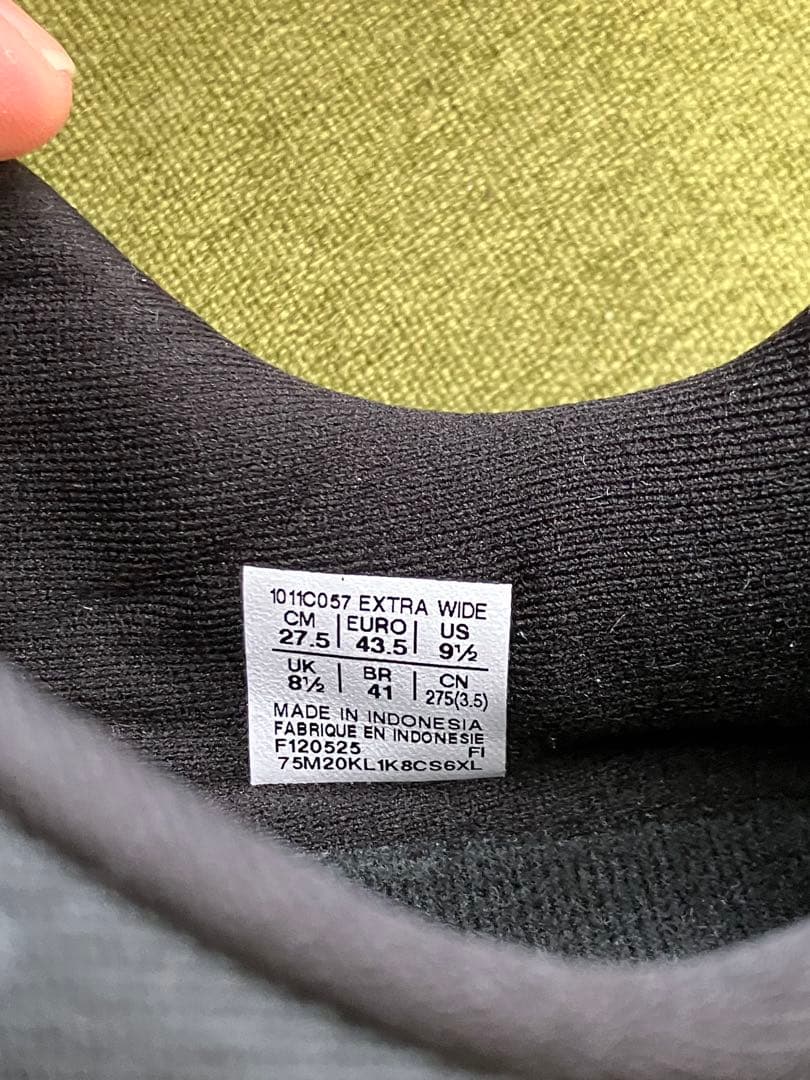 1011C057 EXTRA WIDE
CM EURO US
27.5 43.5 9½
UK BR CN
8½ 41 275(3.5)
MADE IN INDONESIA
FABRIQUE EN INDONESIE
F120525 FI
75M20KL1K8CS6XL